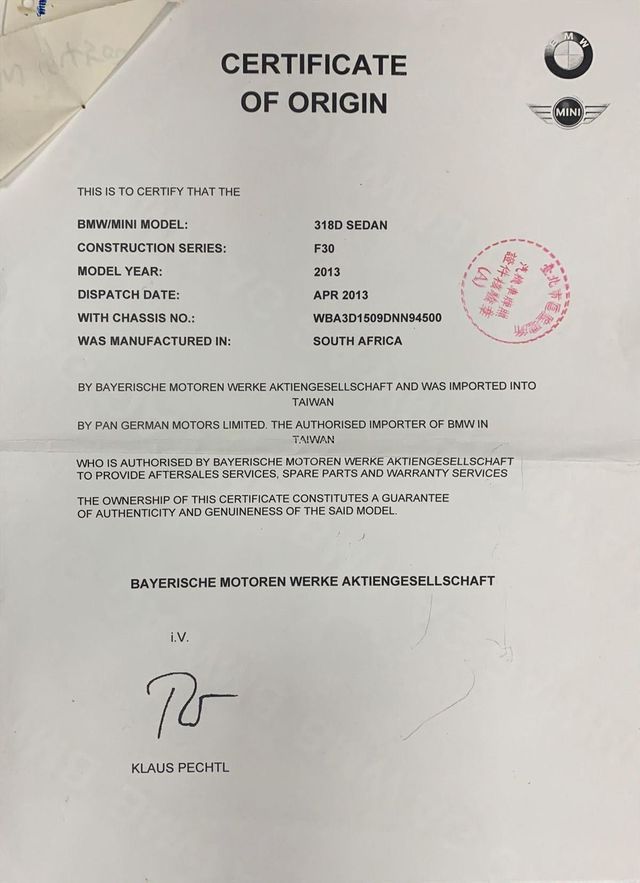 CERTIFICATE
OF ORIGIN
BMW
MINI
THIS IS TO CERTIFY THAT THE
BMW/MINI MODEL: 318D SEDAN
CONSTRUCTION SERIES: F30
MODEL YEAR: 2013
DISPATCH DATE: APR 2013
WITH CHASSIS NO.: WBA3D1509DNN94500
WAS MANUFACTURED IN: SOUTH AFRICA
(A)
BY BAYERISCHE MOTOREN WERKE AKTIENGESELLSCHAFT AND WAS IMPORTED INTO
TAIWAN
BY PAN GERMAN MOTORS LIMITED. THE AUTHORISED IMPORTER OF BMW IN
TAIWAN
WHO IS AUTHORISED BY BAYERISCHE MOTOREN WERKE AKTIENGESELLSCHAFT
TO PROVIDE AFTERSALES SERVICES, SPARE PARTS AND WARRANTY SERVICES
THE OWNERSHIP OF THIS CERTIFICATE CONSTITUTES A GUARANTEE
OF AUTHENTICITY AND GENUINENESS OF THE SAID MODEL.
BAYERISCHE MOTOREN WERKE AKTIENGESELLSCHAFT
i.V.
KLAUS PECHTL